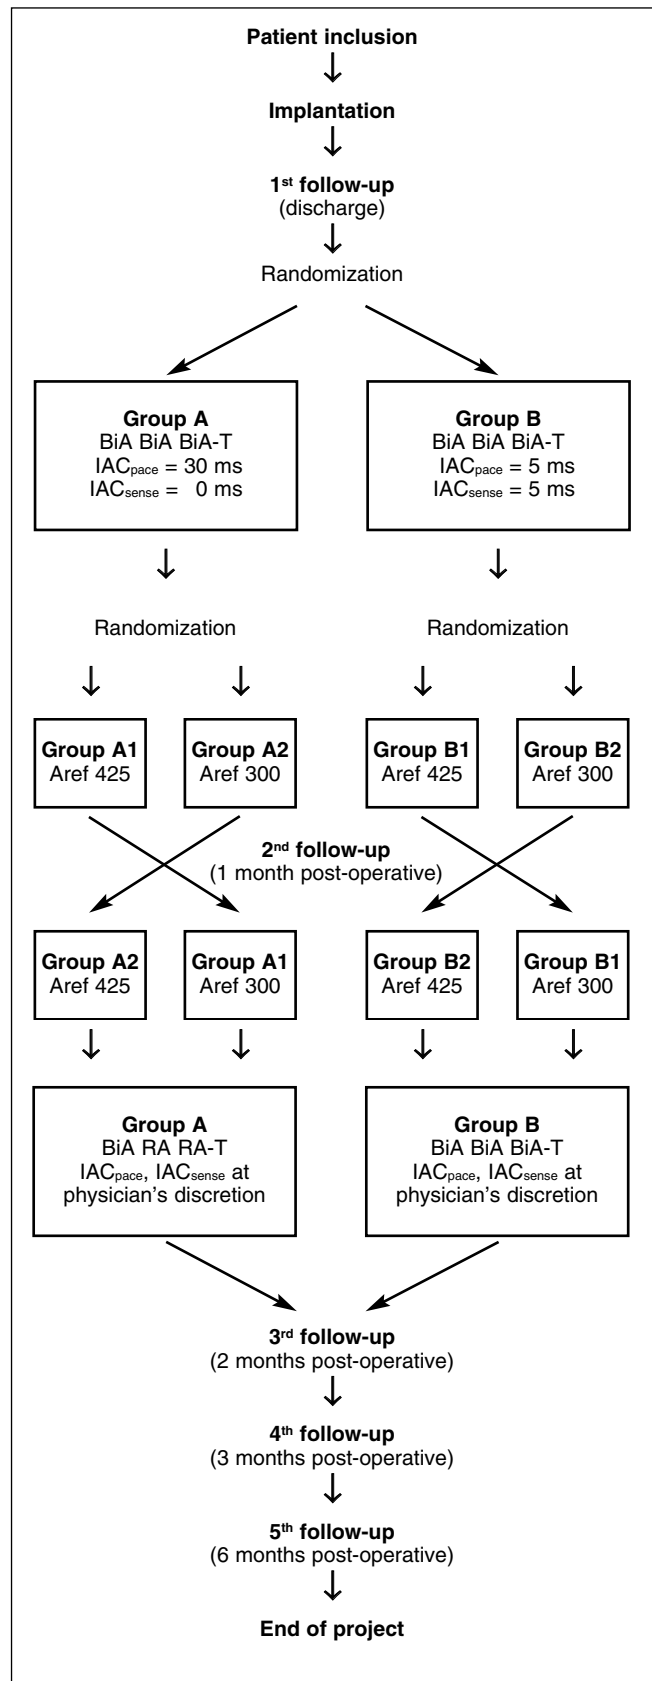 Patient inclusion
Implantation
1st follow-up
(discharge)
Randomization
Group A
BiA BiA BiA-T
IACpace = 30 ms
IACsense = 0 ms
Group B
BiA BiA BiA-T
IACpace = 5 ms
IACsense = 5 ms
Randomization
Randomization
Group A1
Aref 425
Group A2
Aref 300
Group B1
Aref 425
Group B2
Aref 300
2nd follow-up
(1 month post-operative)
Group A2
Aref 425
Group A1
Aref 300
Group B2
Aref 425
Group B1
Aref 300
Group A
BiA RA RA-T
IACpace, IACsense at
physician's discretion
Group B
BiA BiA BiA-T
IACpace, IACsense at
physician's discretion
3rd follow-up
(2 months post-operative)
4th follow-up
(3 months post-operative)
5th follow-up
(6 months post-operative)
End of project